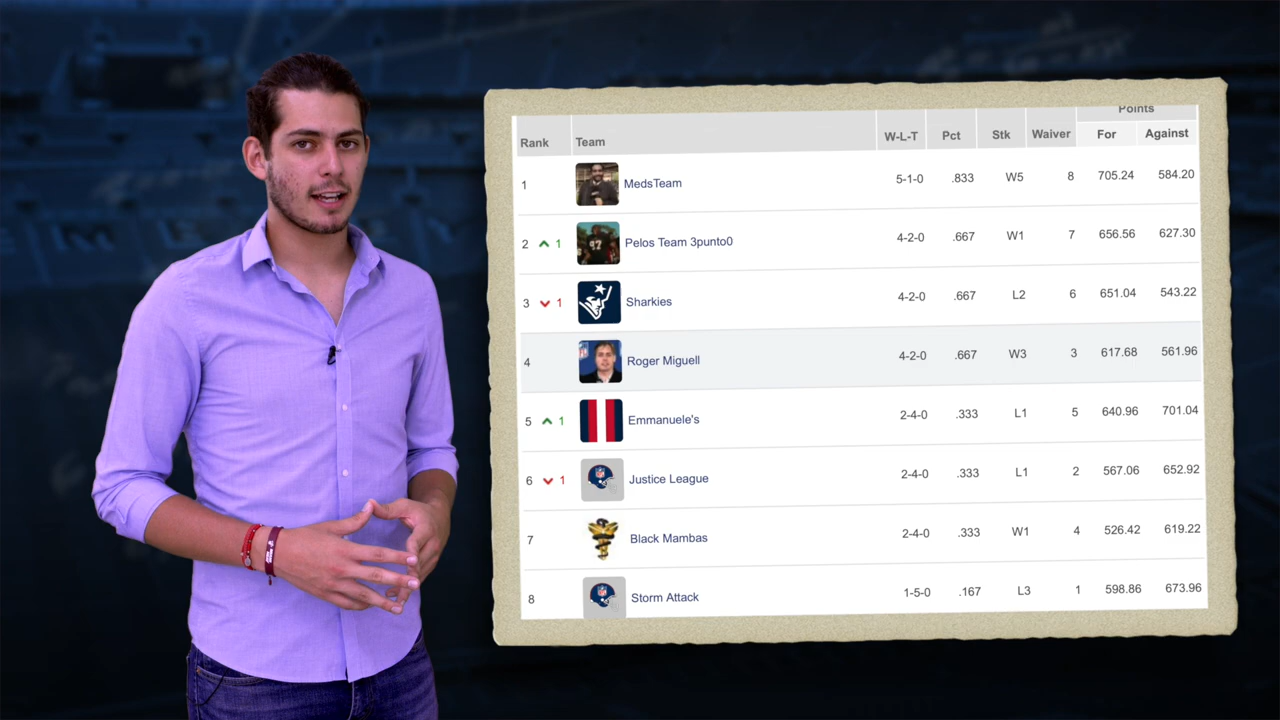 Points
Rank Team W-L-T Pct Stk Waiver For Against
1 MedsTeam 5-1-0 .833 W5 8 705.24 584.20
2 1 Pelos Team 3punto0 4-2-0 .667 W1 7 656.56 627.30
3 1 Sharkies 4-2-0 .667 L2 6 651.04 543.22
4 Roger Miguell 4-2-0 .667 W3 3 617.68 561.96
5 1 Emmanuele's 2-4-0 .333 L1 5 640.96 701.04
6 1 Justice League 2-4-0 .333 L1 2 567.06 652.92
7 Black Mambas 2-4-0 .333 W1 4 526.42 619.22
8 Storm Attack 1-5-0 .167 L3 1 598.86 673.96
97